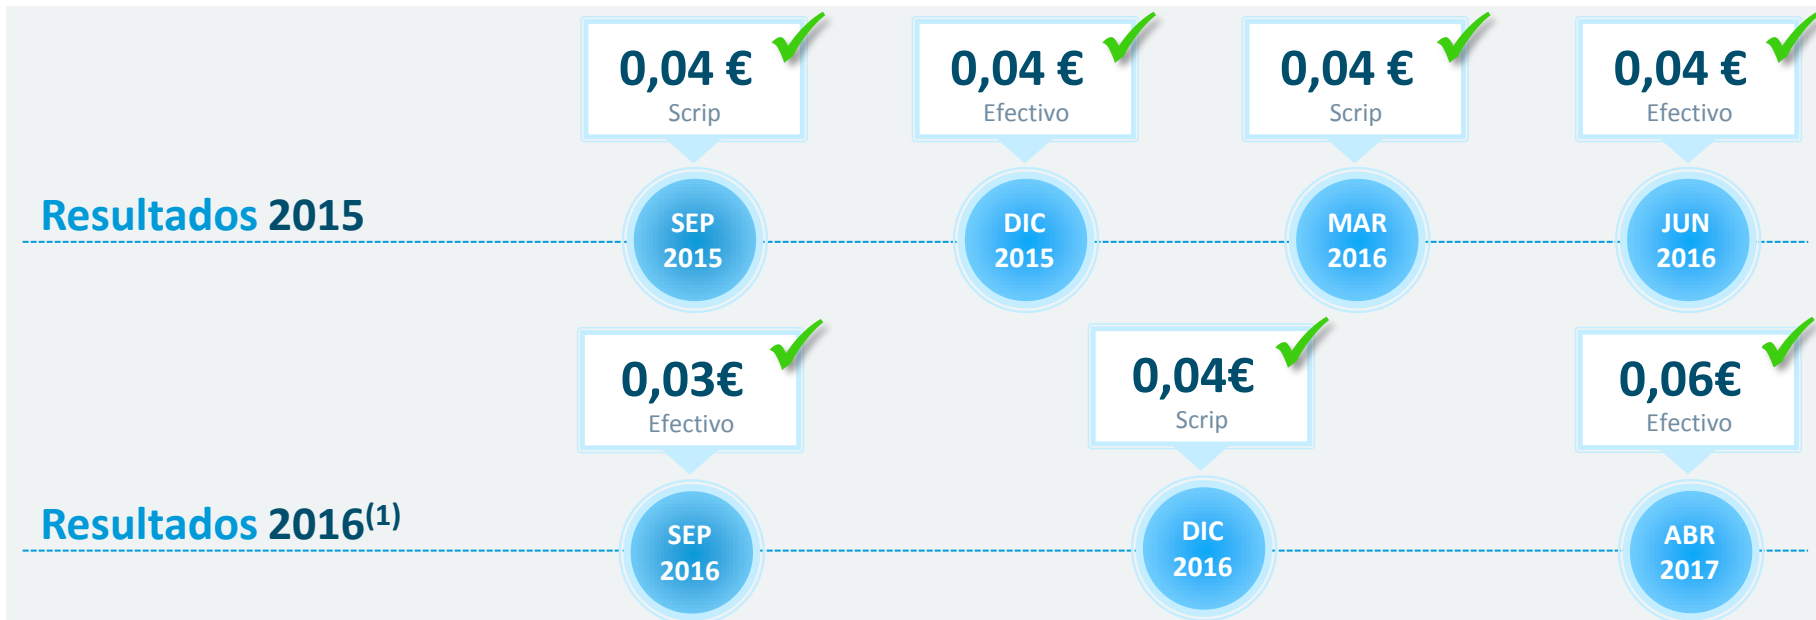 0,04 €
Scrip
0,04 €
Efectivo
0,04 €
Scrip
0,04 €
Efectivo
Resultados 2015
SEP
2015
DIC
2015
MAR
2016
JUN
2016
0,03€
Efectivo
0,04€
Scrip
0,06€
Efectivo
Resultados 2016(1)
SEP
2016
DIC
2016
ABR
2017